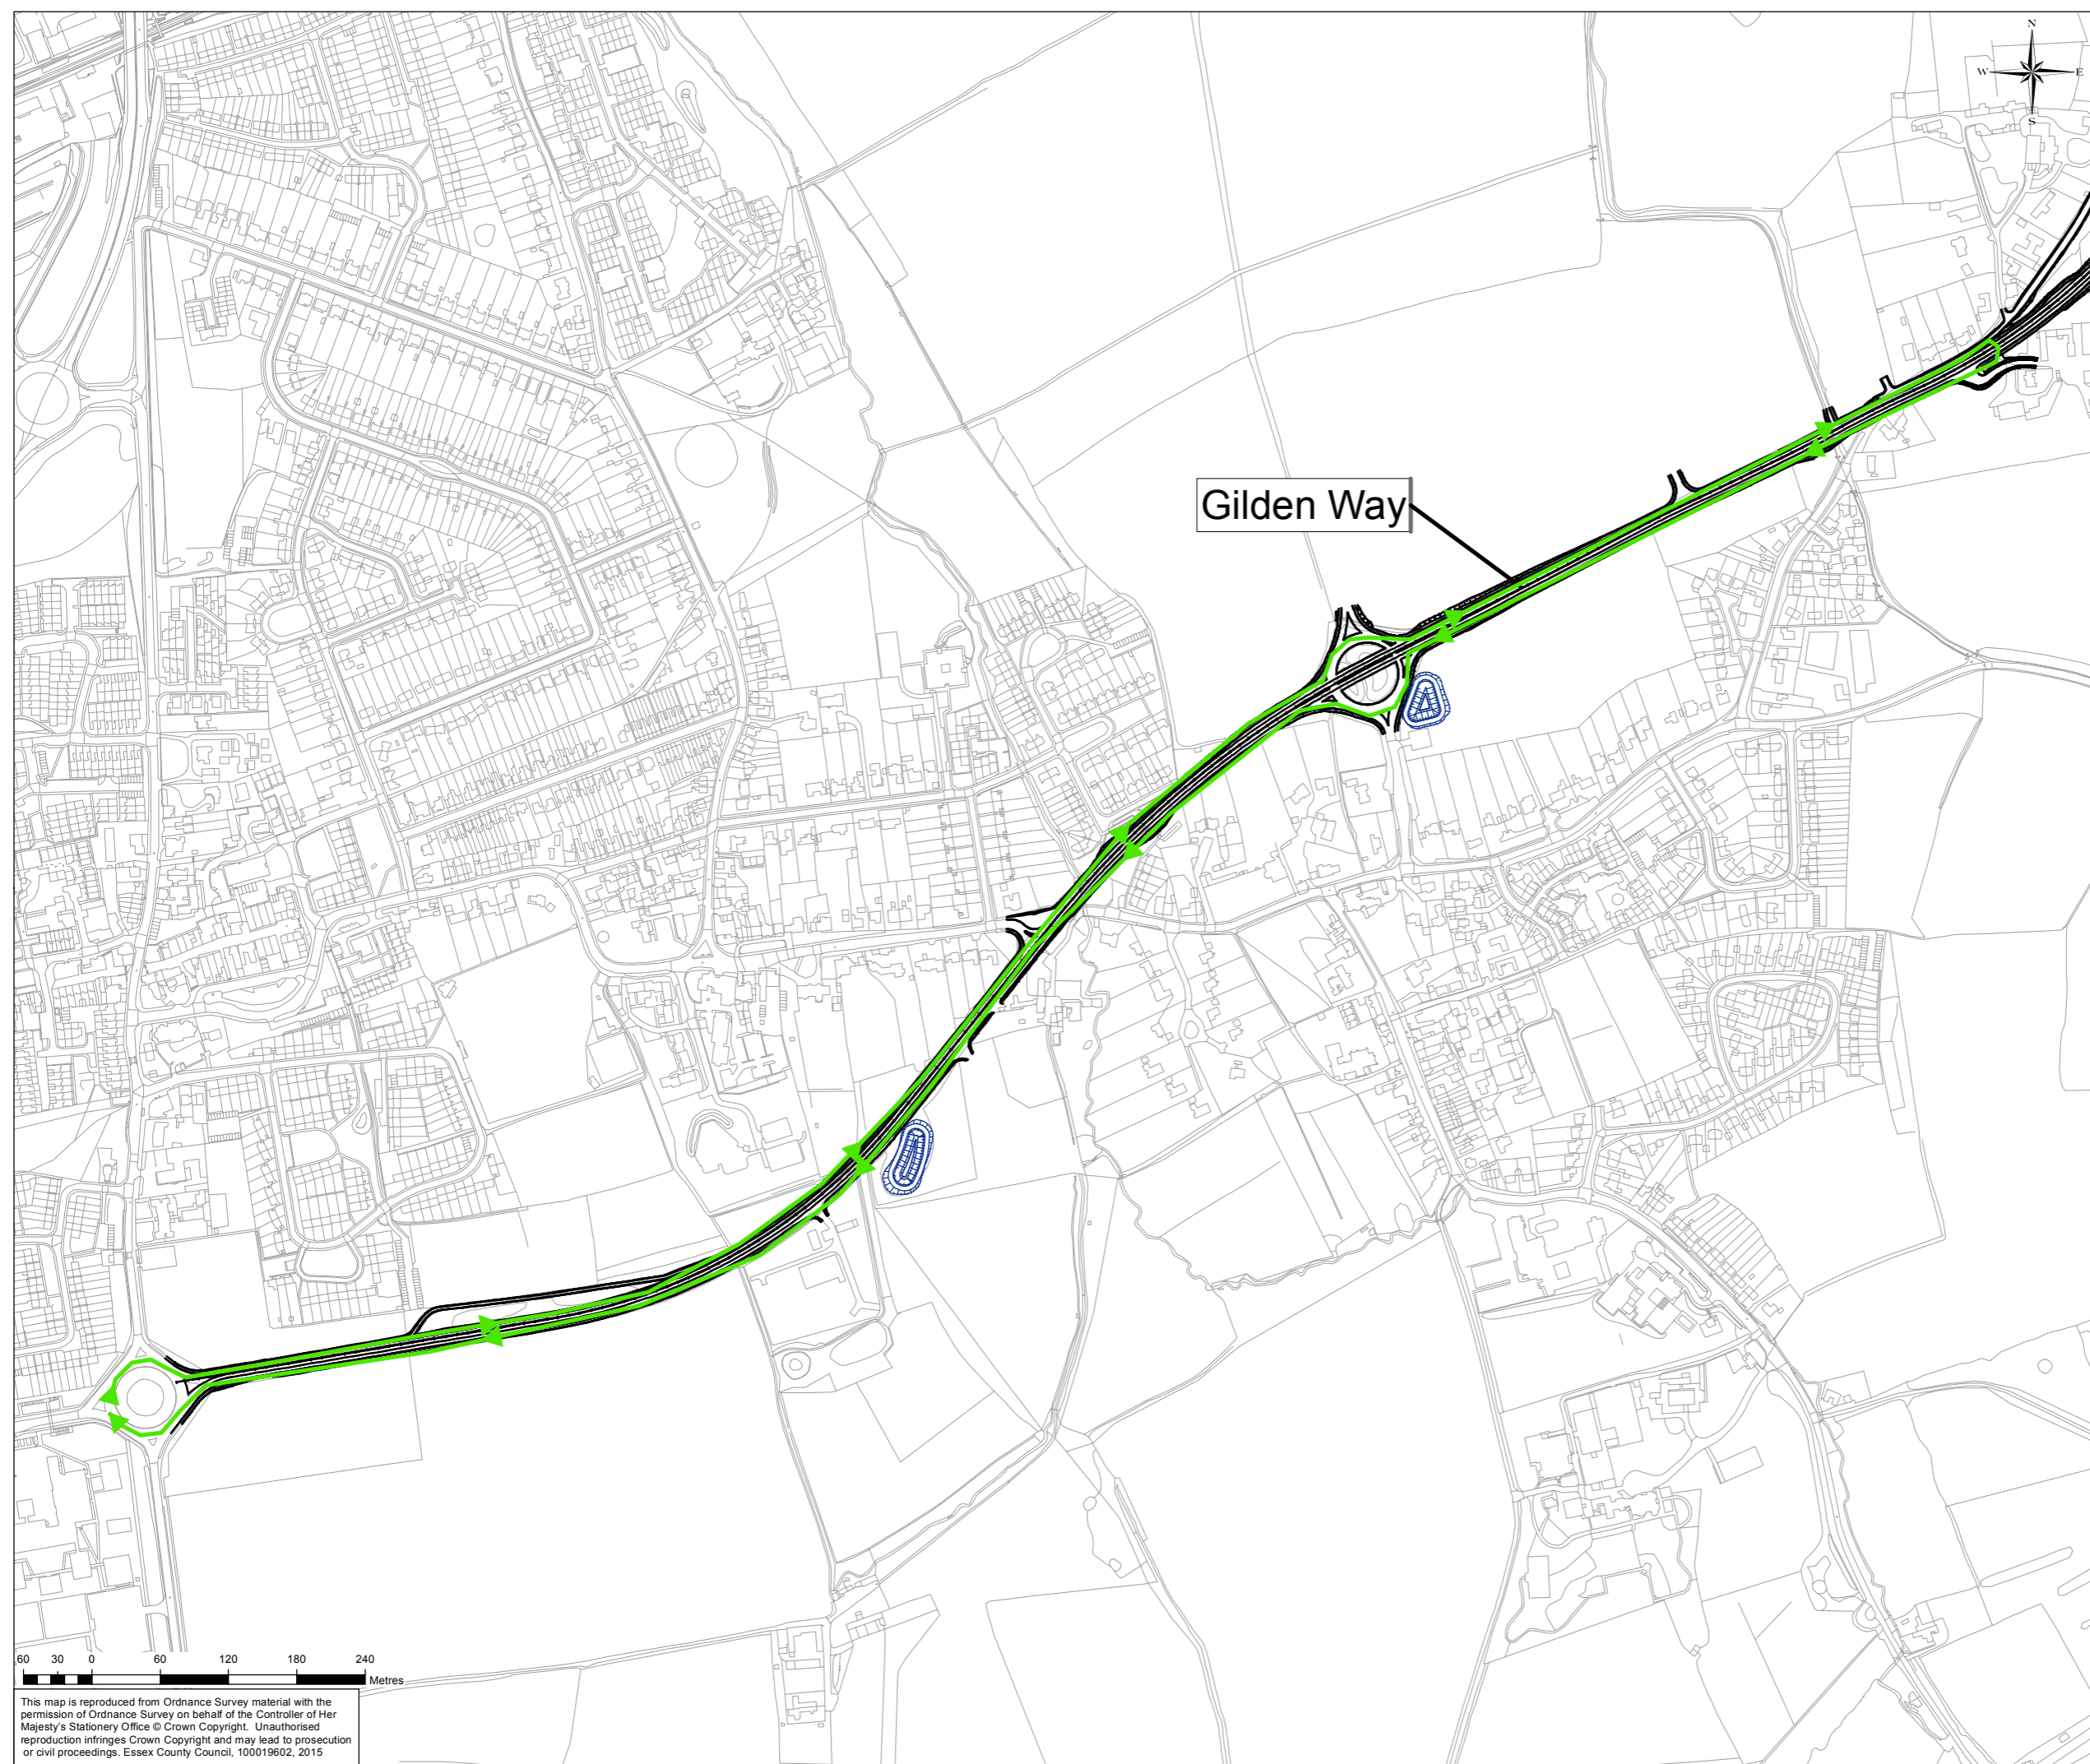 N
W E
S
Gilden Way
60 30 0 60 120 180 240
Metres
This map is reproduced from Ordnance Survey material with the
permission of Ordnance Survey on behalf of the Controller of Her
Majesty's Stationery Office © Crown Copyright. Unauthorised
reproduction infringes Crown Copyright and may lead to prosecution
or civil proceedings. Essex County Council, 100019602, 2015